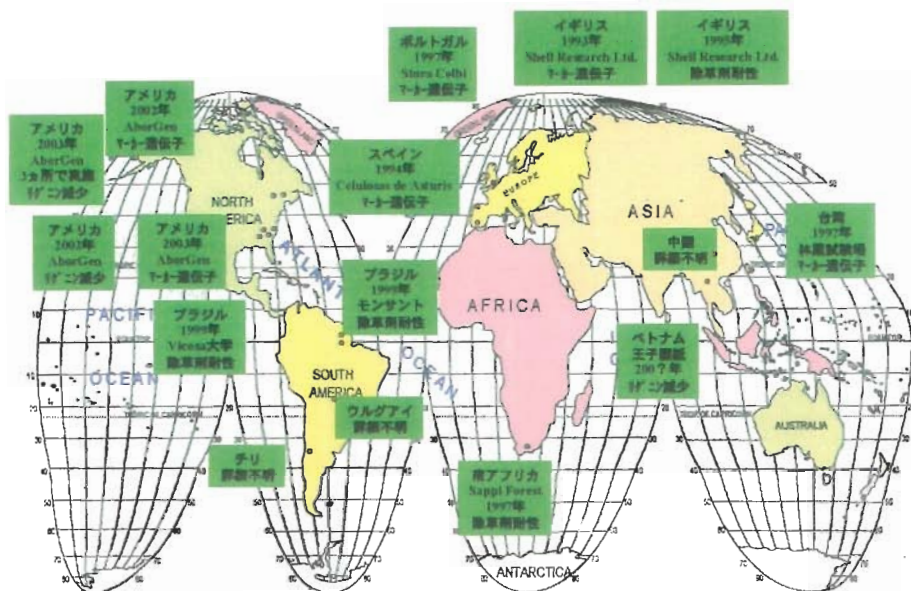 ポルトガル
1997年
Stora Celbi
マーカー遺伝子
イギリス
1993年
Shell Research Ltd.
マーカー遺伝子
イギリス
1995年
Shell Research Ltd.
除草剤耐性
アメリカ
2002年
AborGen
マーカー遺伝子
アメリカ
2003年
AborGen
3ヵ所で実施
リグニン減少
スペイン
1994年
Celulosas de Asturis
マーカー遺伝子
アメリカ
2002年
AborGen
リグニン減少
アメリカ
2003年
AborGen
マーカー遺伝子
中国
詳細不明
台湾
1997年
林業試験場
マーカー遺伝子
ブラジル
1999年
モンサント
除草剤耐性
ブラジル
1999年
Vicosa大学
除草剤耐性
ベトナム
王子製紙
200?年
リグニン減少
ウルグアイ
詳細不明
チリ
詳細不明
南アフリカ
Sappi Forest
1997年
除草剤耐性
NORTH
AMERICA
EUROPE
ASIA
ATLANTIC
AFRICA
PACIFIC
OCEAN
EQUATOR
OCEAN
SOUTH
AMERICA
TROPIC OF CAPRICORN
TROPIC OF CAPRICORN
AUSTRALIA
ANTARCTICA